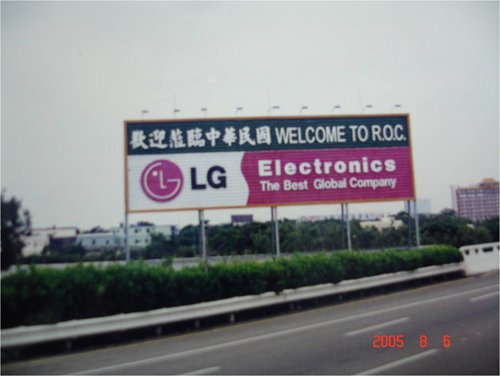 歡迎蒞臨中華民國 WELCOME TO R.O.C.
LG Electronics
The Best Global Company
2005 8 6